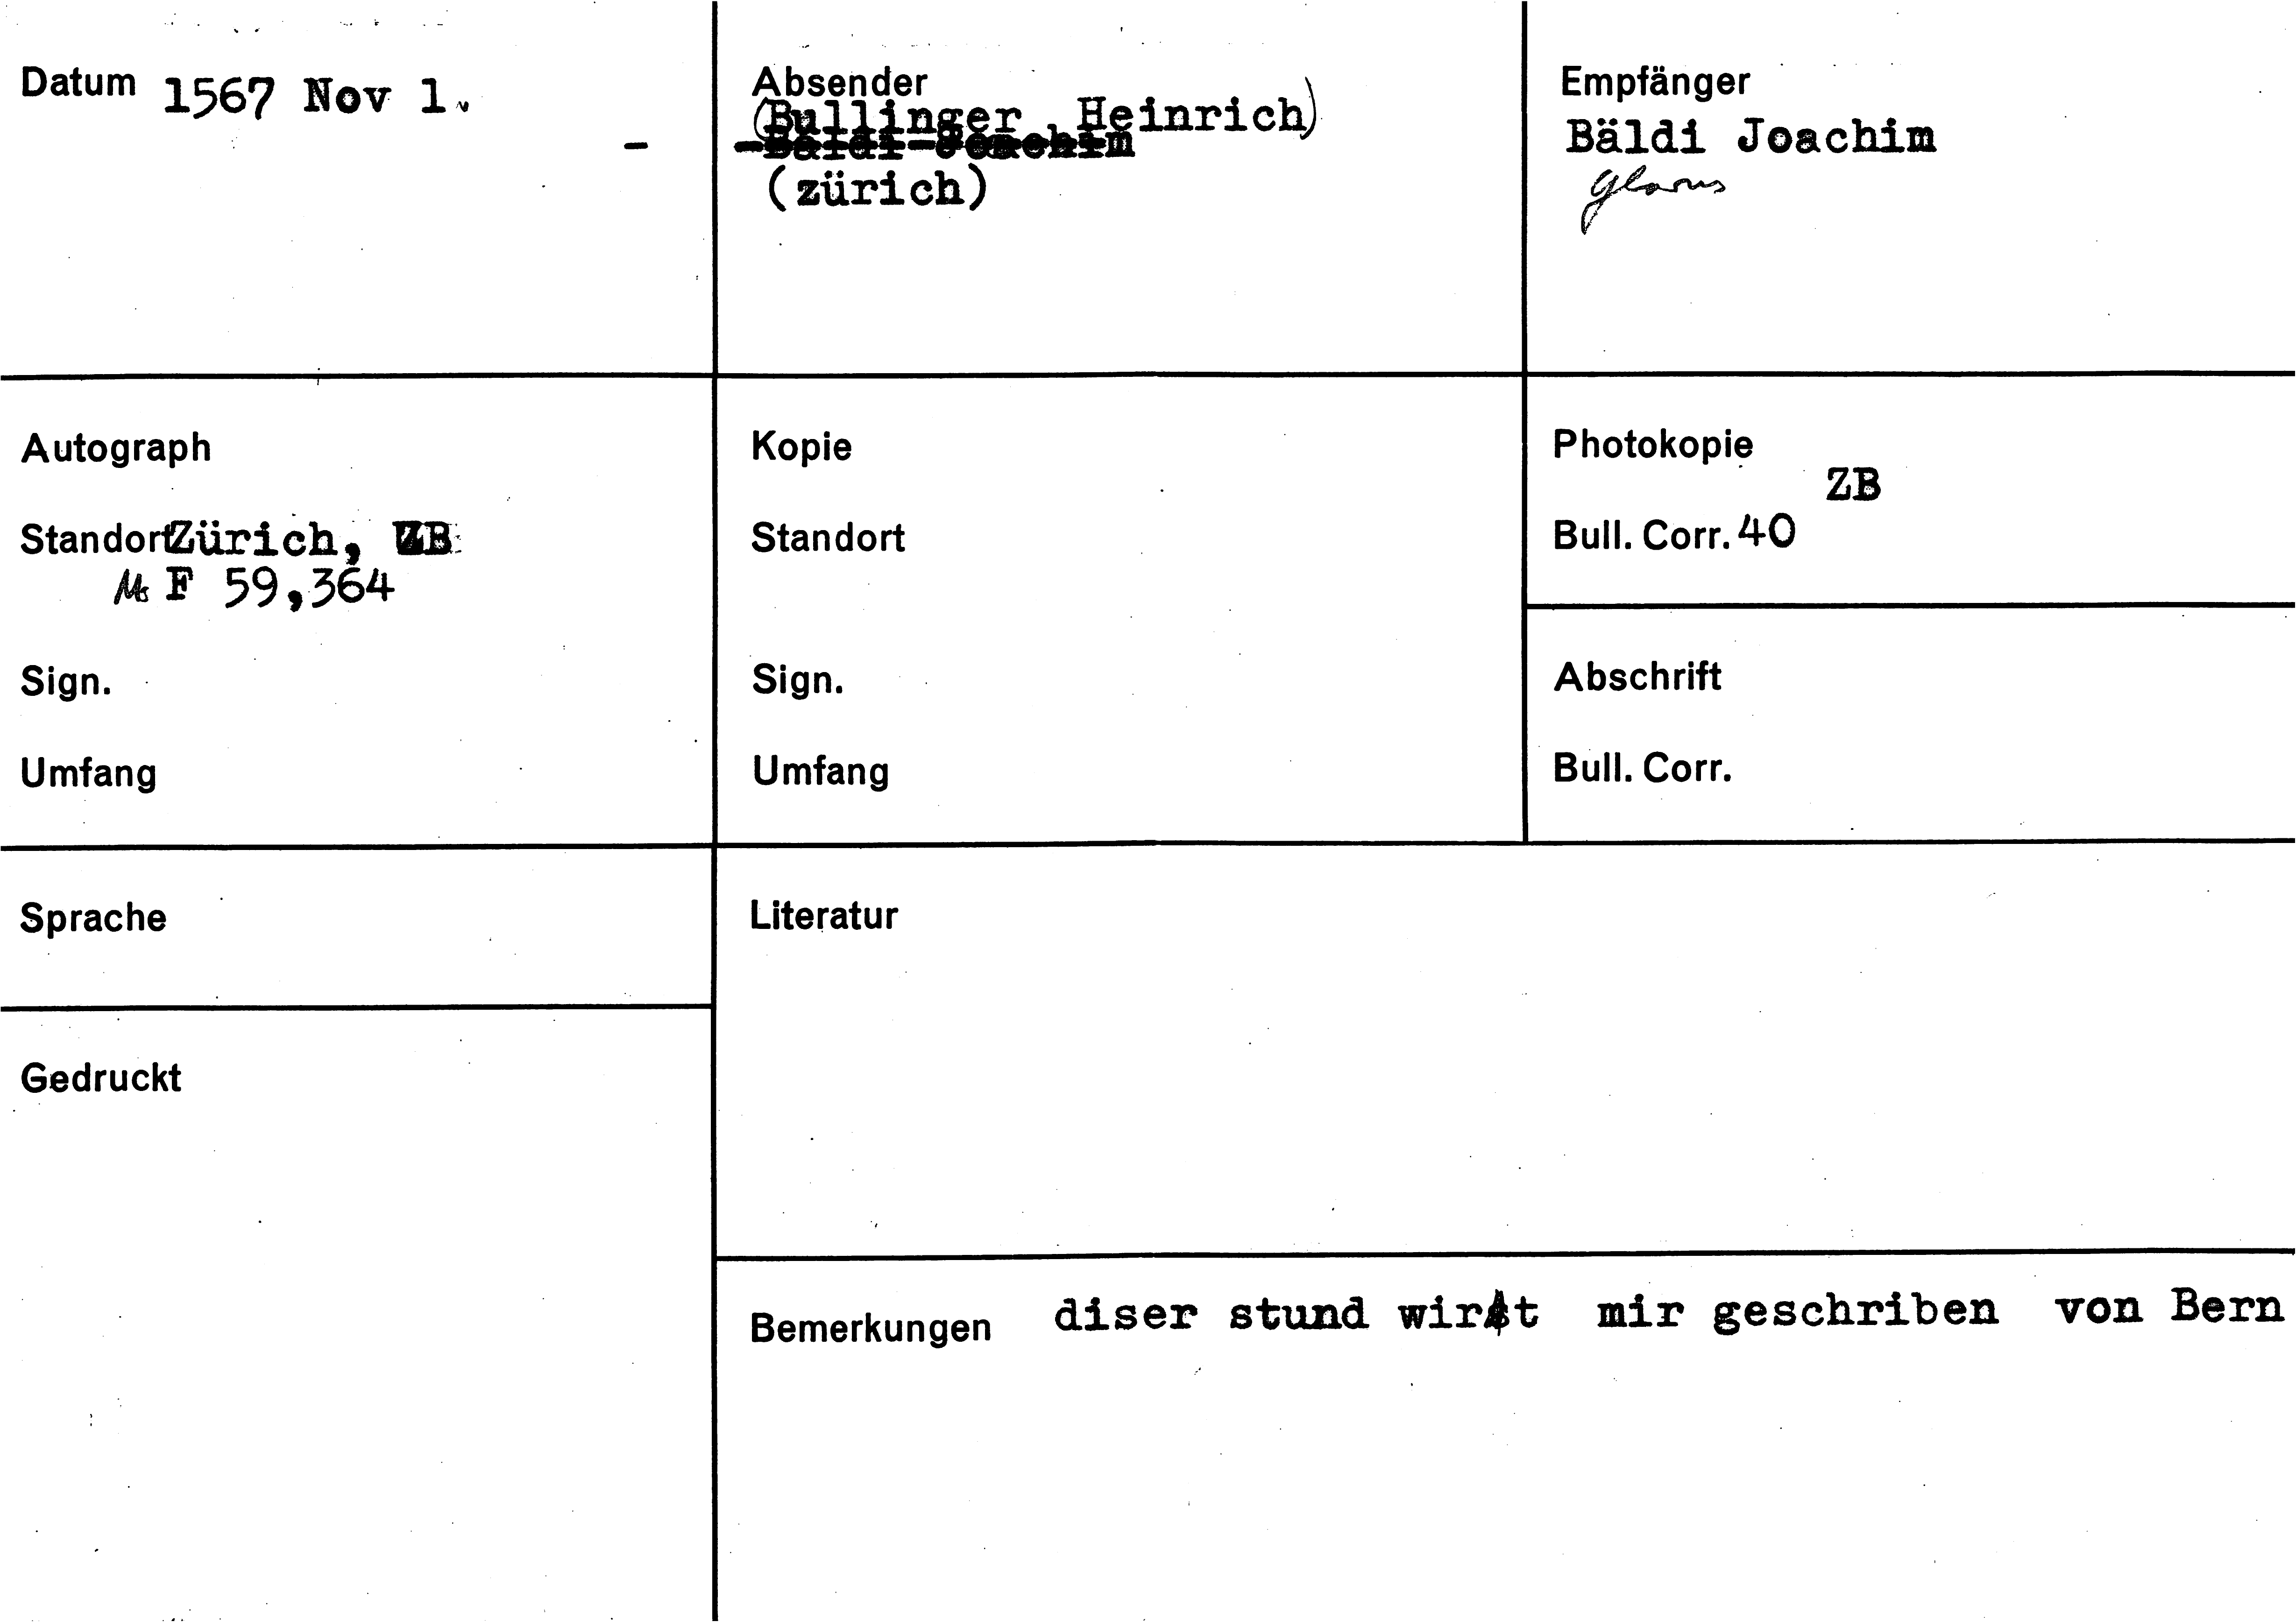 Datum 1567 Nov 1.
Absender
(Bullinger Heinrich)
Bäldi Joachim
(zürich)
Empfänger
Bäldi Joachim
Glarus
Autograph
Standort Zürich, ZB
Ms F 59,364
Sign.
Umfang
Kopie
Standort
Sign.
Umfang
Photokopie
ZB
Bull. Corr. 40
Abschrift
Bull. Corr.
Sprache
Gedruckt
Literatur
Bemerkungen diser stund wirt mir geschriben von Bern